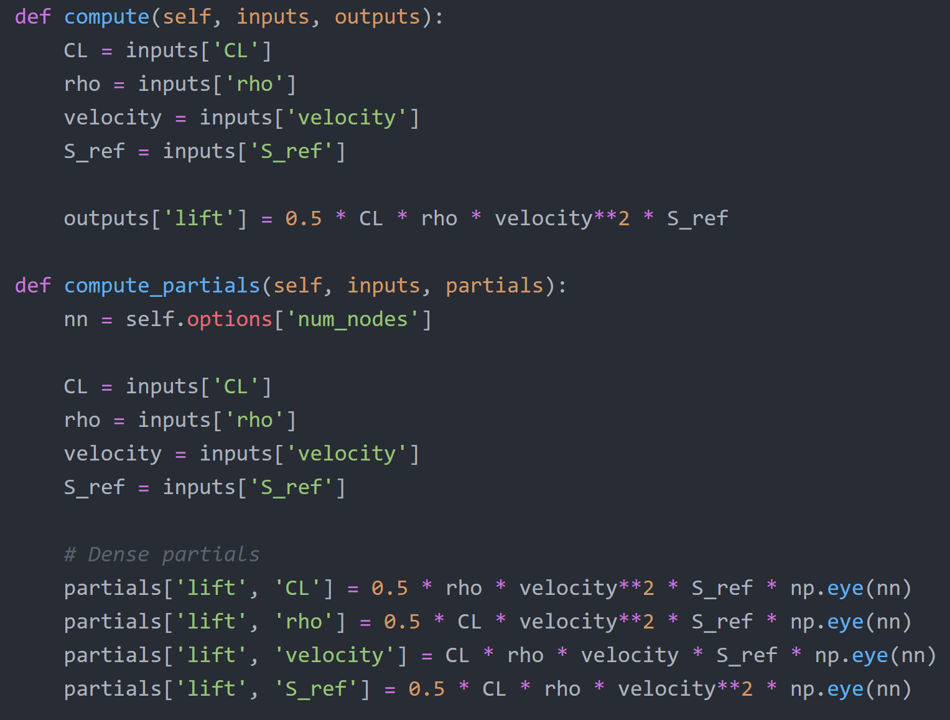 def compute(self, inputs, outputs):
    CL = inputs['CL']
    rho = inputs['rho']
    velocity = inputs['velocity']
    S_ref = inputs['S_ref']

    outputs['lift'] = 0.5 * CL * rho * velocity**2 * S_ref

def compute_partials(self, inputs, partials):
    nn = self.options['num_nodes']

    CL = inputs['CL']
    rho = inputs['rho']
    velocity = inputs['velocity']
    S_ref = inputs['S_ref']

    # Dense partials
    partials['lift', 'CL'] = 0.5 * rho * velocity**2 * S_ref * np.eye(nn)
    partials['lift', 'rho'] = 0.5 * CL * velocity**2 * S_ref * np.eye(nn)
    partials['lift', 'velocity'] = CL * rho * velocity * S_ref * np.eye(nn)
    partials['lift', 'S_ref'] = 0.5 * CL * rho * velocity**2 * np.eye(nn)